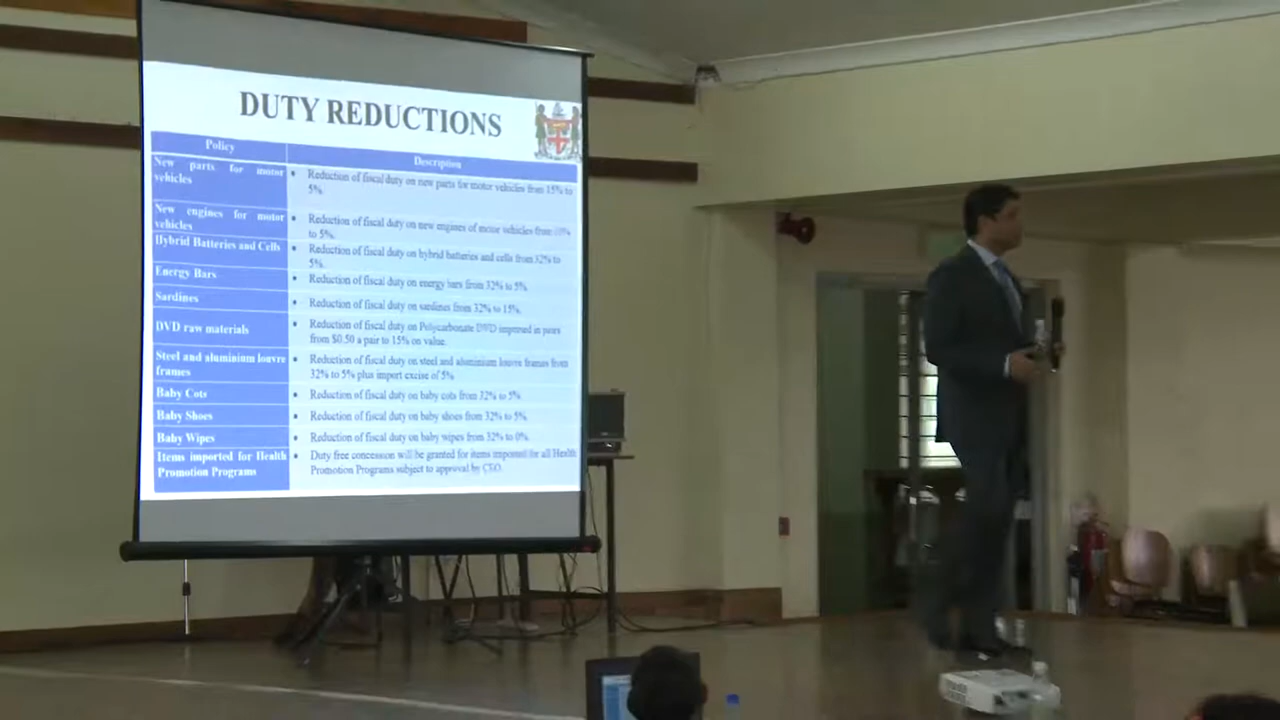 DUTY REDUCTIONS
Policy
Description
New parts for motor
vehicles
• Reduction of fiscal duty on new parts for motor vehicles from 15% to
5%.
New engines for motor
vehicles
• Reduction of fiscal duty on new engines of motor vehicles from
to 5%.
Hybrid Batteries and Cells
• Reduction of fiscal duty on hybrid batteries and cells from 32% to
5%.
Energy Bars
• Reduction of fiscal duty on energy bars from 32% to 5%.
Sardines
• Reduction of fiscal duty on sardines from 32% to 15%.
DVD raw materials
• Reduction of fiscal duty on Polycarbonate DVD imported in pairs
from $0.50 a pair to 15% on value.
Steel and aluminium louvre
frames
• Reduction of fiscal duty on steel and aluminium louvre frames from
32% to 5% plus import excise of 5%
Baby Cots
• Reduction of fiscal duty on baby cots from 32% to 5%.
Baby Shoes
• Reduction of fiscal duty on baby shoes from 32% to 5%.
Baby Wipes
• Reduction of fiscal duty on baby wipes from 32% to 0%.
Items imported for Health
Promotion Programs
• Duty free concession will be granted for items imported for all Health
Promotion Programs subject to approval by CEO.